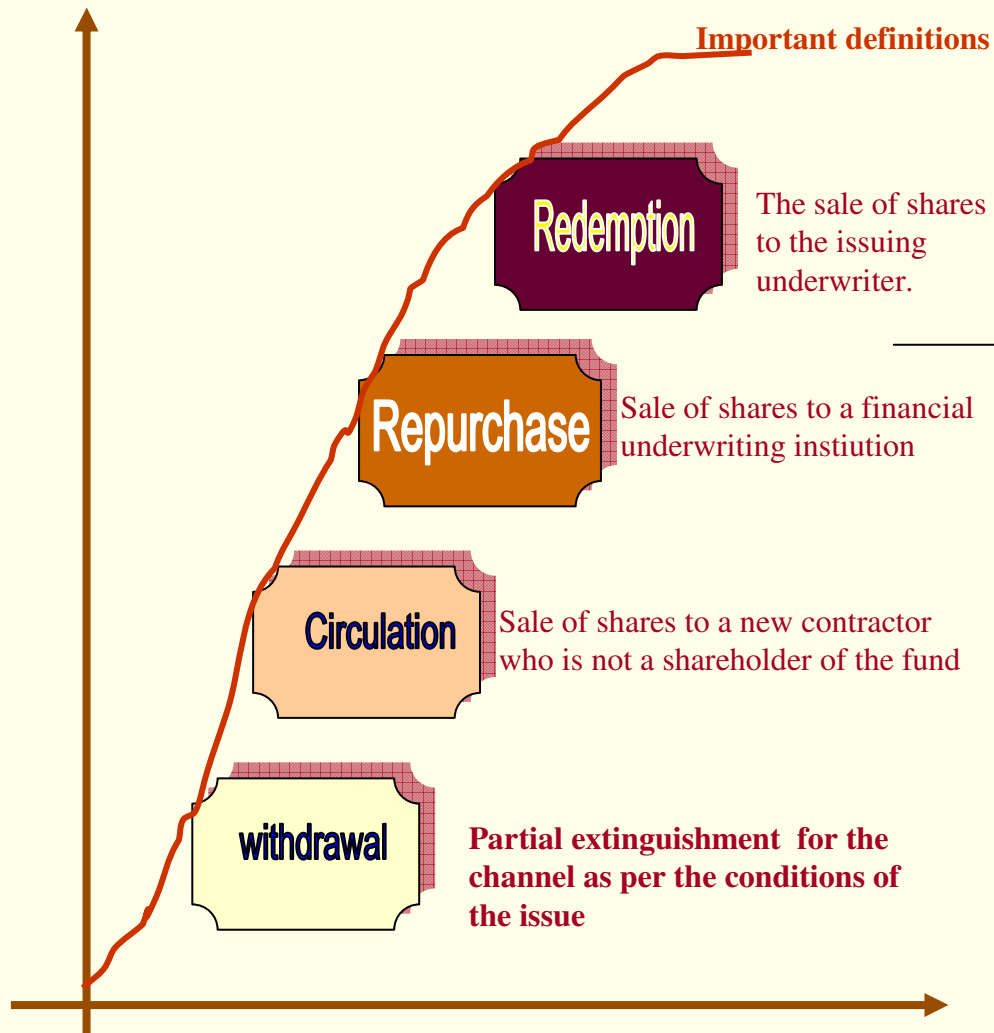 Important definitions
Redemption
The sale of shares
to the issuing
underwriter.
Repurchase
Sale of shares to a financial
underwriting instiution
Circulation
Sale of shares to a new contractor
who is not a shareholder of the fund
withdrawal
Partial extinguishment for the
channel as per the conditions of
the issue